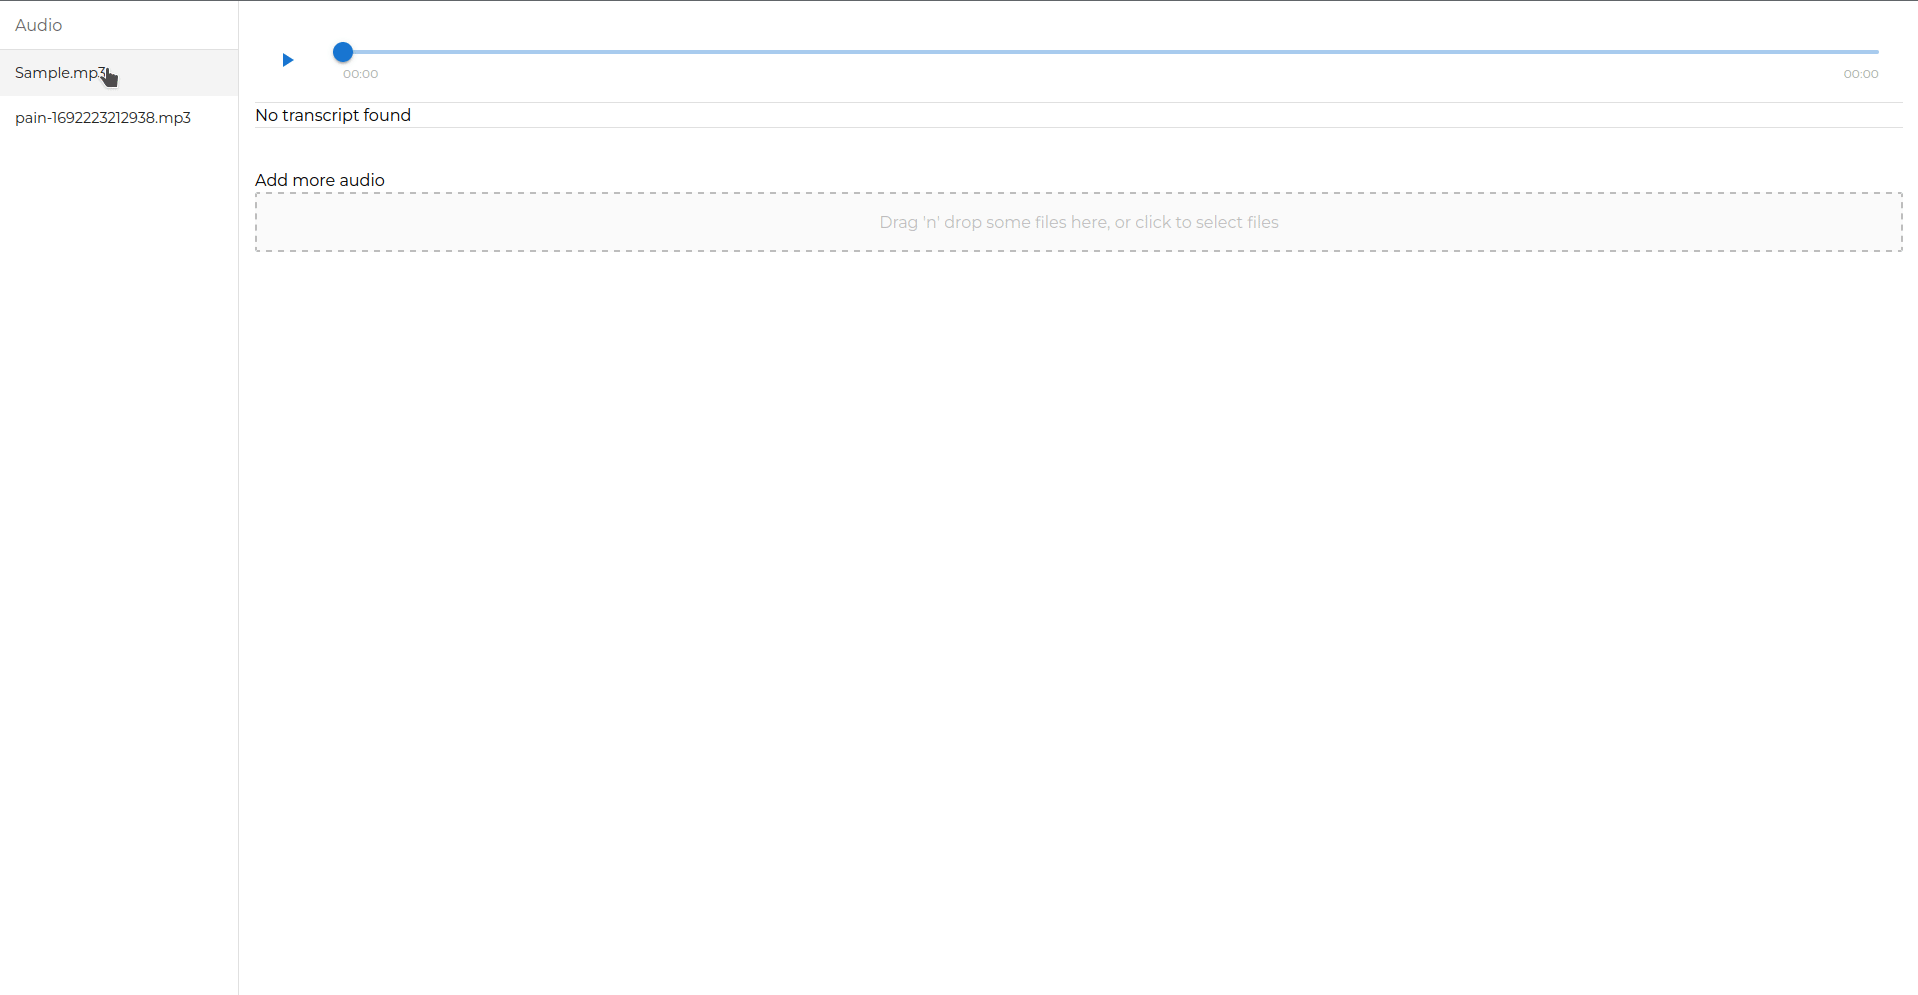 Audio
Sample.mp3
pain-1692223212938.mp3
00:00
00:00
No transcript found
Add more audio
Drag 'n' drop some files here, or click to select files